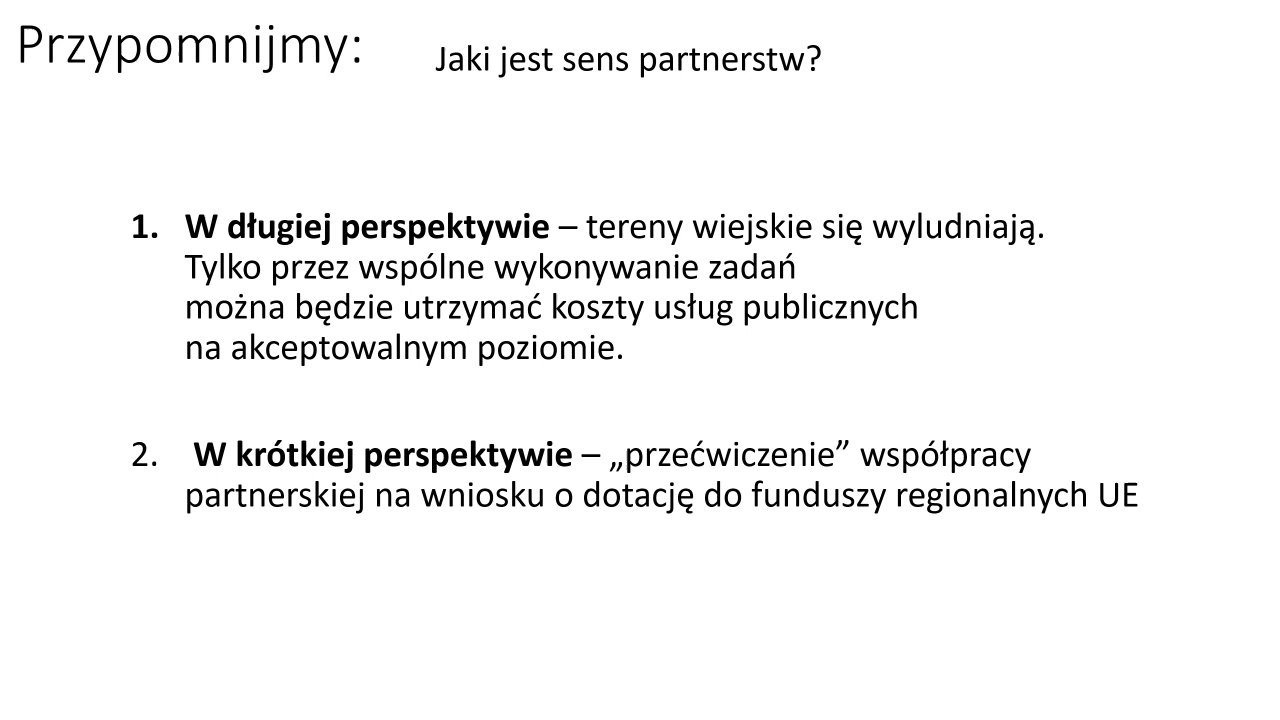 Przypomnijmy:
Jaki jest sens partnerstw?
1. W długiej perspektywie – tereny wiejskie się wyludniają.
Tylko przez wspólne wykonywanie zadań
można będzie utrzymać koszty usług publicznych
na akceptowalnym poziomie.
2. W krótkiej perspektywie – „przećwiczenie” współpracy
partnerskiej na wniosku o dotację do funduszy regionalnych UE